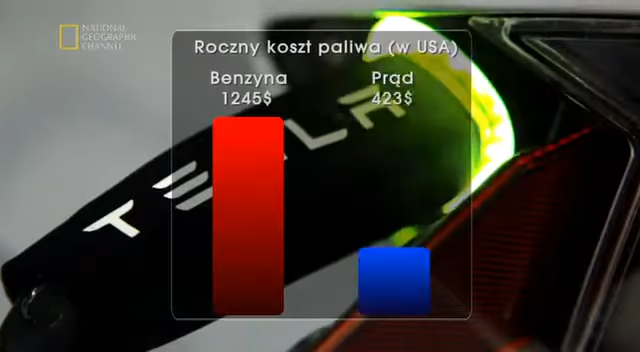 NATIONAL
GEOGRAPHIC
CHANNEL
Roczny koszt paliwa (w USA)
Benzyna
1245$
Prąd
423$
TESLA